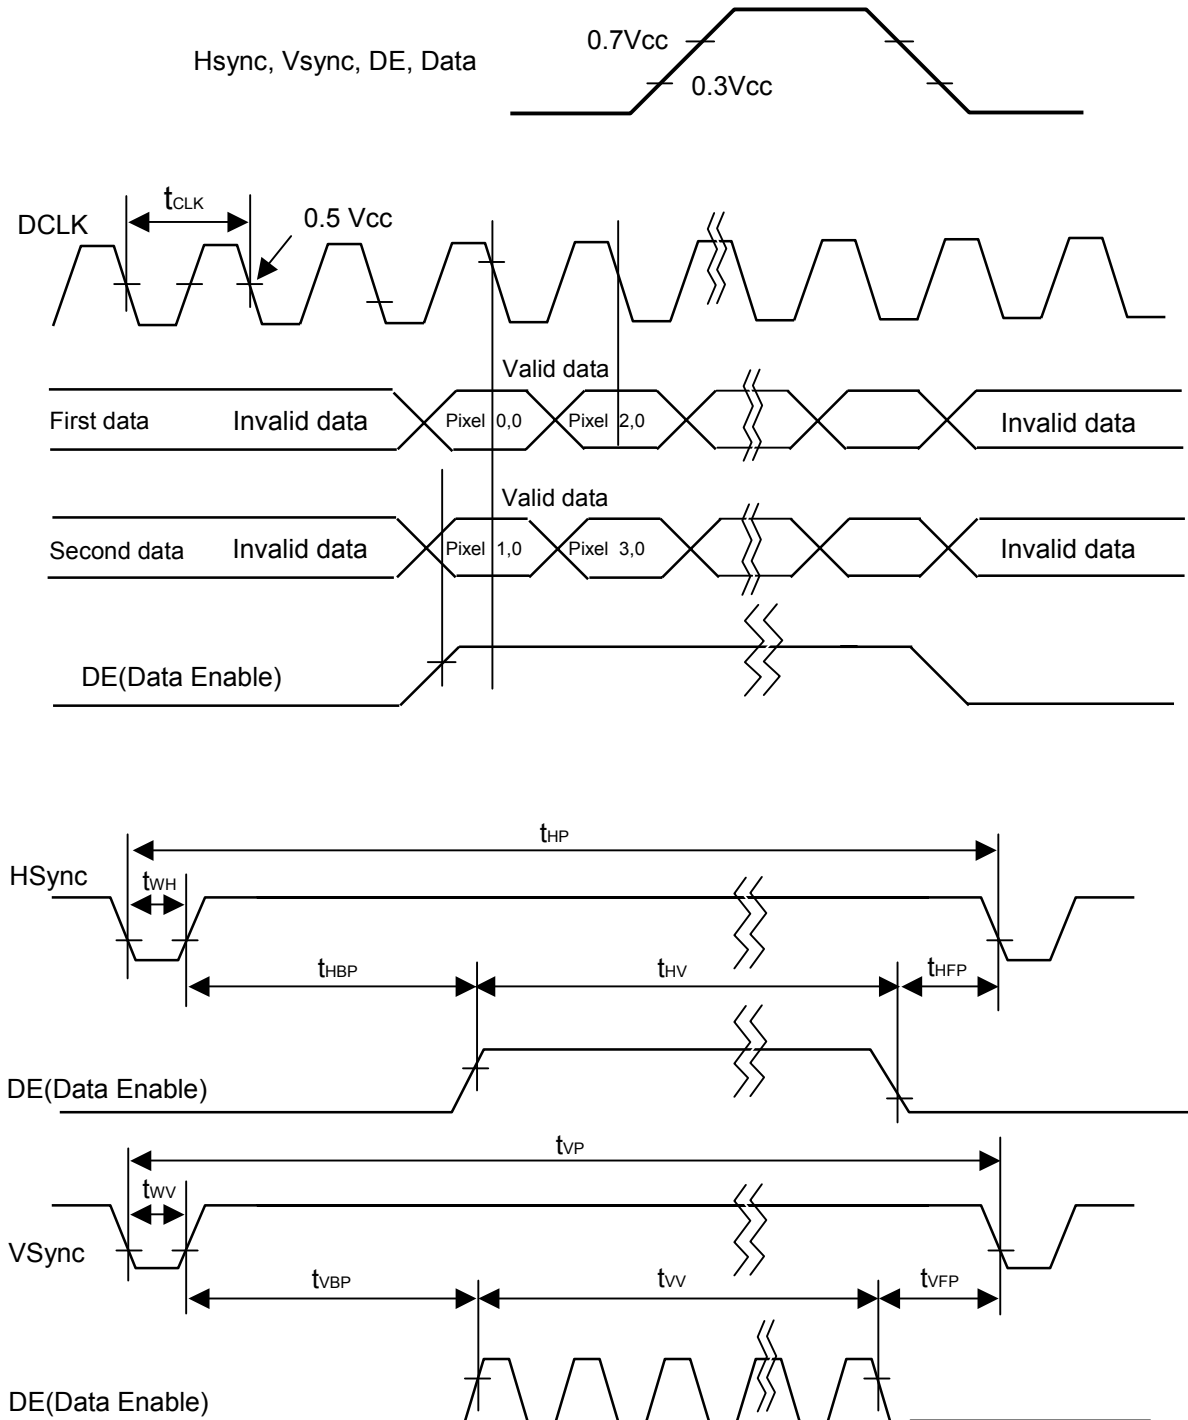 0.7Vcc
Hsync, Vsync, DE, Data
0.3Vcc
tCLK
DCLK
0.5 Vcc
Valid data
First data
Invalid data
Pixel 0,0
Pixel 2,0
Invalid data
Valid data
Second data
Invalid data
Pixel 1,0
Pixel 3,0
Invalid data
DE(Data Enable)
tHP
HSync
tWH
tHBP
tHV
tHFP
DE(Data Enable)
tVP
tWV
VSync
tVBP
tVV
tVFP
DE(Data Enable)